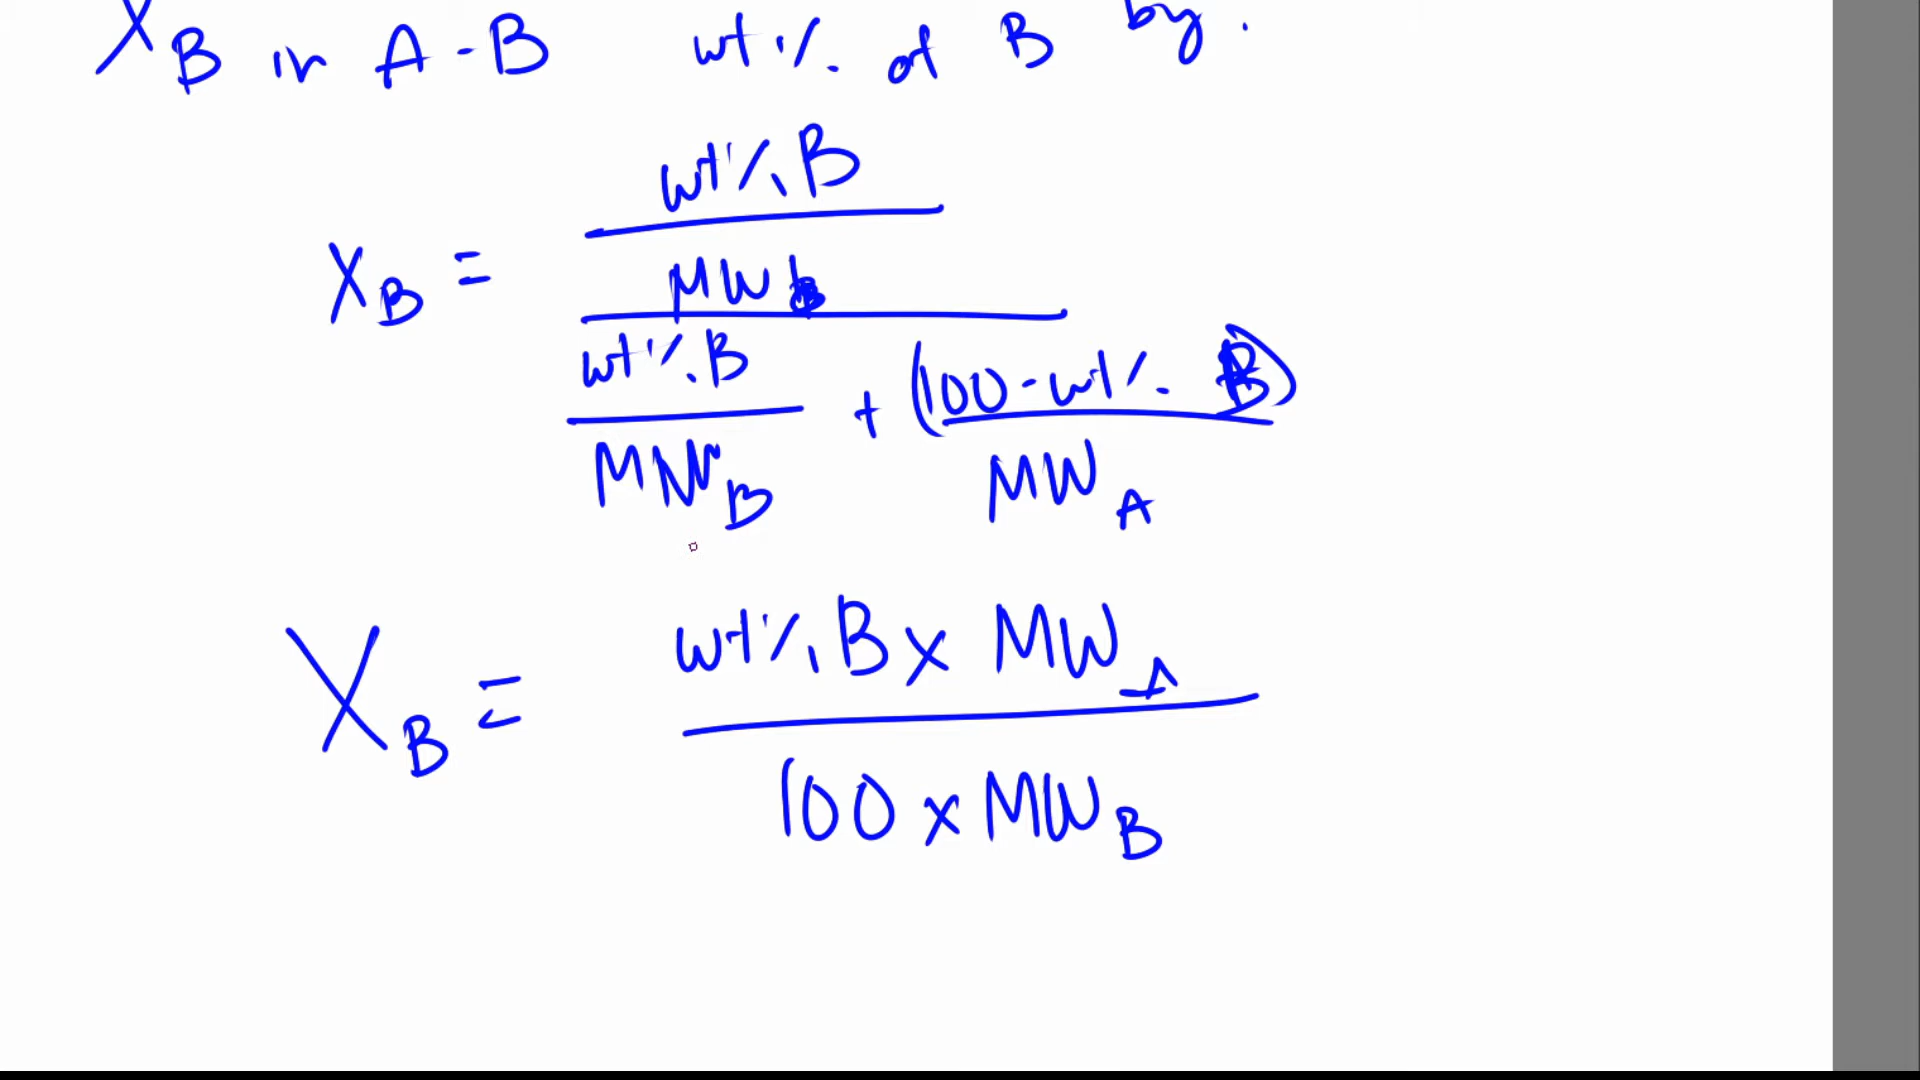 X_B in A-B wt% of B by.
wt% B
X_B = MW_B
wt% B + (100-wt% B)
MW_B MW_A
X_B = wt% B x MW_A
100 x MW_B